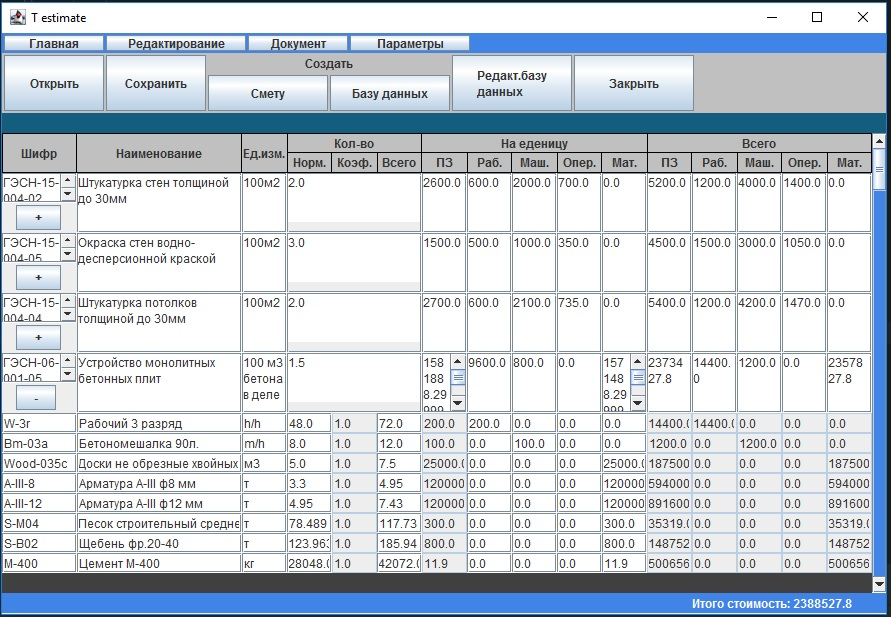 T estimate
Главная Редактирование Документ Параметры
Открыть Сохранить Создать Смету Базу данных Редакт.базу данных Закрыть
Шифр Наименование Ед.изм. Кол-во На еденицу Всего
Норм. Коэф. Всего ПЗ Раб. Маш. Опер. Мат. ПЗ Раб. Маш. Опер. Мат.
ГЭСН-15- Штукатурка стен толщиной 100м2 2.0 2600.0 600.0 2000.0 700.0 0.0 5200.0 1200.0 4000.0 1400.0 0.0
004-02 до 30мм
+
ГЭСН-15- Окраска стен водно- 100м2 3.0 1500.0 500.0 1000.0 350.0 0.0 4500.0 1500.0 3000.0 1050.0 0.0
004-05 десперсионной краской
+
ГЭСН-15- Штукатурка потолков 100м2 2.0 2700.0 600.0 2100.0 735.0 0.0 5400.0 1200.0 4200.0 1470.0 0.0
004-04 толщиной до 30мм
+
ГЭСН-06- Устройство монолитных 100 м3 1.5 158 9600.0 800.0 0.0 157 23734 14400. 1200.0 0.0 23578
001-05 бетонных плит бетона 188 148 27.8 0 27.8
- в деле 8.29 8.29
999 999
W-3r Рабочий 3 разряд h/h 48.0 1.0 72.0 200.0 200.0 0.0 0.0 0.0 14400.0 14400.0 0.0 0.0 0.0
Bm-03a Бетономешалка 90л. m/h 8.0 1.0 12.0 100.0 0.0 100.0 0.0 0.0 1200.0 0.0 1200.0 0.0 0.0
Wood-035c Доски не обрезные хвойных м3 5.0 1.0 7.5 25000.0 0.0 0.0 0.0 25000.0 187500 0.0 0.0 0.0 187500
A-III-8 Арматура А-III ф8 мм т 3.3 1.0 4.95 120000 0.0 0.0 0.0 120000 594000 0.0 0.0 0.0 594000
A-III-12 Арматура А-III ф12 мм т 4.95 1.0 7.43 120000 0.0 0.0 0.0 120000 891600 0.0 0.0 0.0 891600
S-M04 Песок строительный средне т 78.489 1.0 117.73 300.0 0.0 0.0 0.0 300.0 35319.0 0.0 0.0 0.0 35319.0
S-B02 Щебень фр.20-40 т 123.963 1.0 185.94 800.0 0.0 0.0 0.0 800.0 148752 0.0 0.0 0.0 148752
M-400 Цемент М-400 кг 28048.0 1.0 42072.0 11.9 0.0 0.0 0.0 11.9 500656 0.0 0.0 0.0 500656
Итого стоимость: 2388527.8